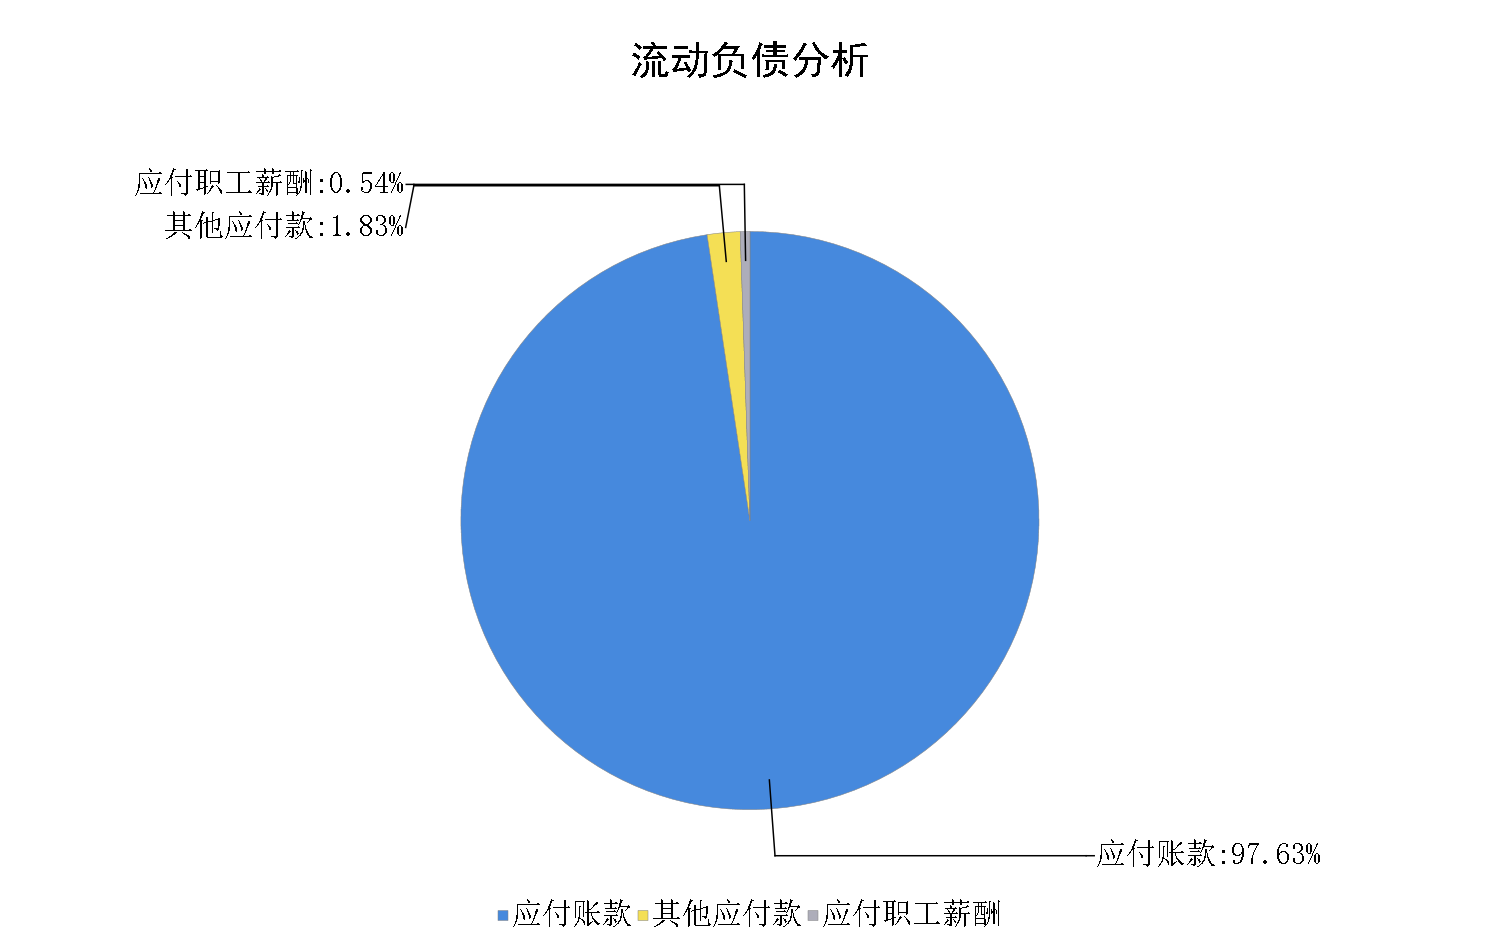 流动负债分析
应付职工薪酬:0.54%
其他应付款:1.83%
应付账款:97.63%
应付账款 其他应付款 应付职工薪酬